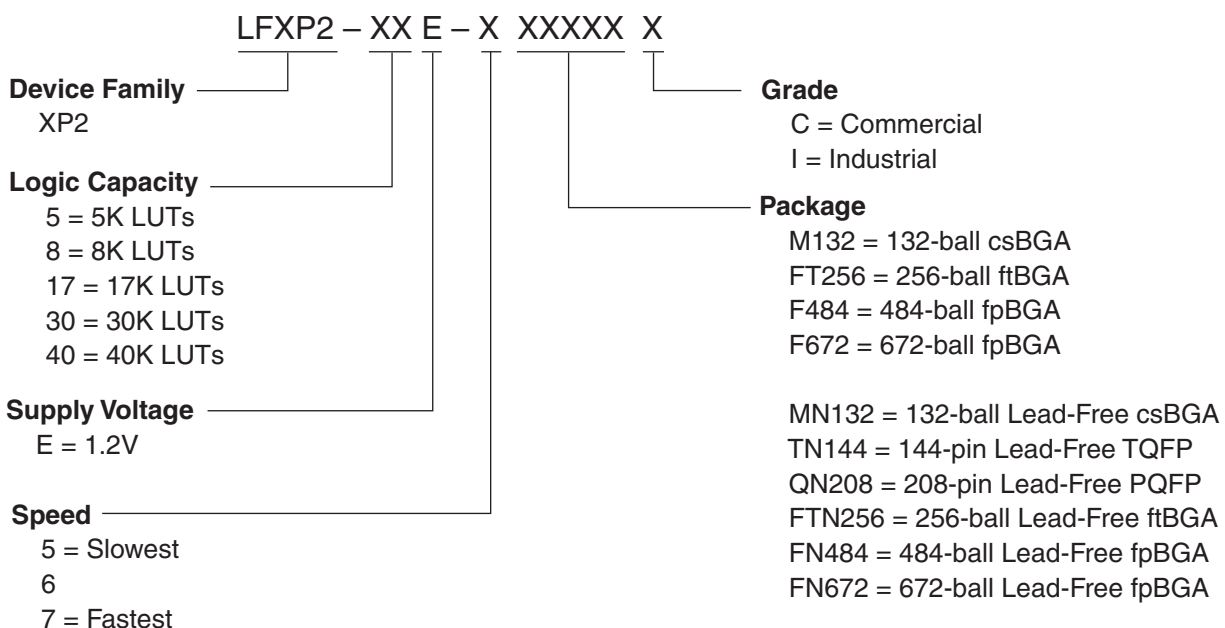 LFXP2 – XX E – X XXXXX X
Device Family
XP2
Logic Capacity
5 = 5K LUTs
8 = 8K LUTs
17 = 17K LUTs
30 = 30K LUTs
40 = 40K LUTs
Supply Voltage
E = 1.2V
Speed
5 = Slowest
6
7 = Fastest
Grade
C = Commercial
I = Industrial
Package
M132 = 132-ball csBGA
FT256 = 256-ball ftBGA
F484 = 484-ball fpBGA
F672 = 672-ball fpBGA
MN132 = 132-ball Lead-Free csBGA
TN144 = 144-pin Lead-Free TQFP
QN208 = 208-pin Lead-Free PQFP
FTN256 = 256-ball Lead-Free ftBGA
FN484 = 484-ball Lead-Free fpBGA
FN672 = 672-ball Lead-Free fpBGA